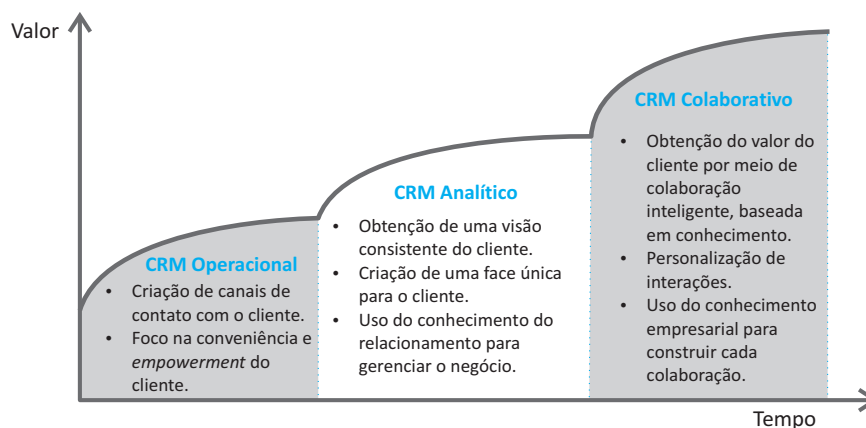 Valor
CRM Operacional
• Criação de canais de
contato com o cliente.
• Foco na conveniência e
empowerment do
cliente.
CRM Analítico
• Obtenção de uma visão
consistente do cliente.
• Criação de uma face única
para o cliente.
• Uso do conhecimento do
relacionamento para
gerenciar o negócio.
CRM Colaborativo
• Obtenção do valor do
cliente por meio de
colaboração
inteligente, baseada
em conhecimento.
• Personalização de
interações.
• Uso do conhecimento
empresarial para
construir cada
colaboração.
Tempo